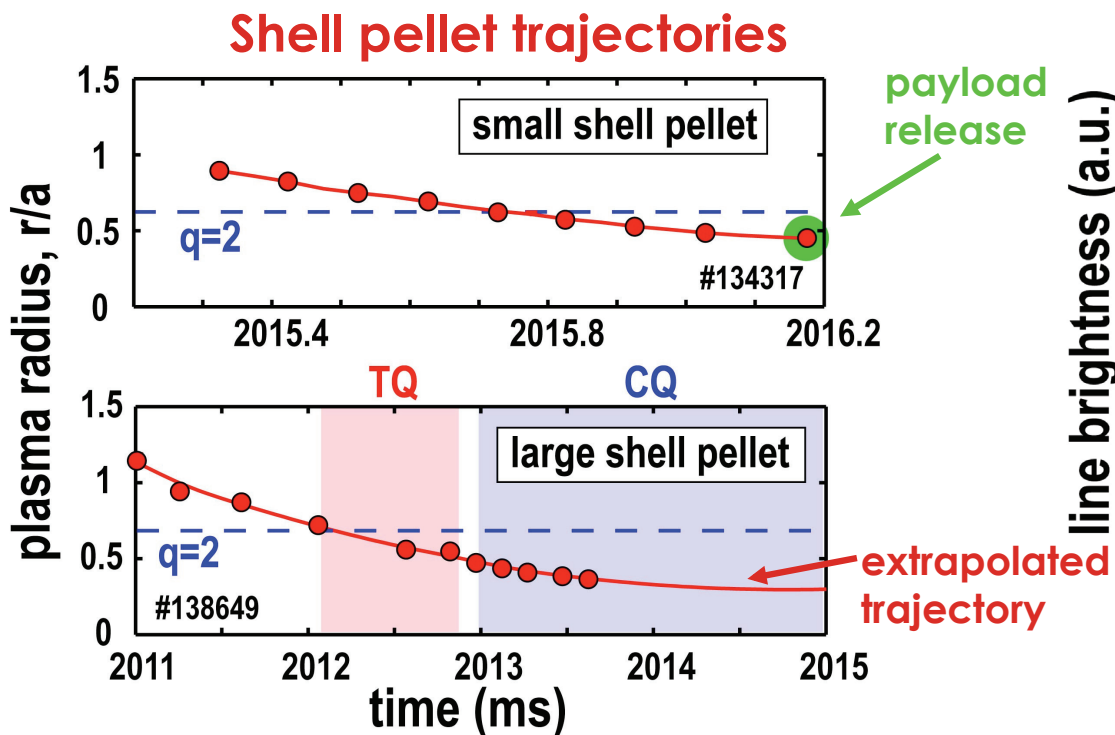 Shell pellet trajectories
plasma radius, r/a
1.5
1
0.5
0
small shell pellet
q=2
#134317
payload
release
2015.4
2015.8
2016.2
TQ
CQ
1.5
1
0.5
0
large shell pellet
q=2
#138649
extrapolated
trajectory
2011
2012
2013
2014
2015
time (ms)
line brightness (a.u.)